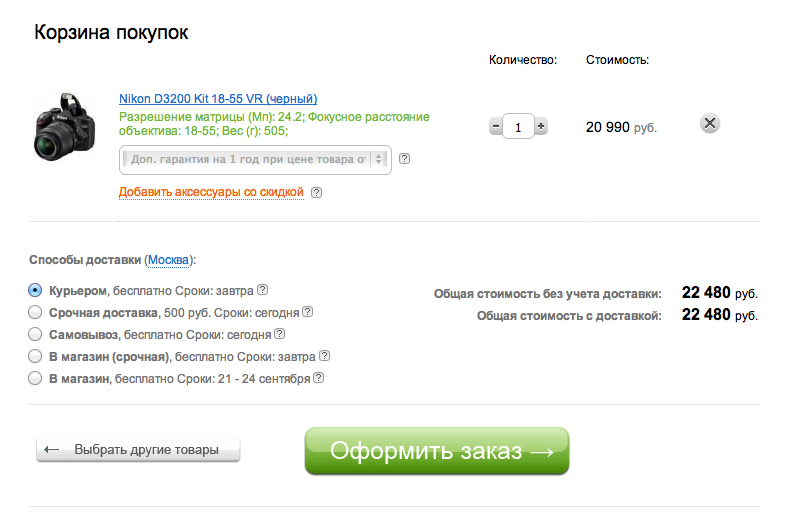 Корзина покупок
Количество: Стоимость:
Nikon D3200 Kit 18-55 VR (черный)
Разрешение матрицы (Мп): 24.2; Фокусное расстояние
объектива: 18-55; Вес (г): 505;
− 1 + 20 990 руб.
Доп. гарантия на 1 год при цене товара от ?
Добавить аксессуары со скидкой ?
Способы доставки (Москва):
Курьером, бесплатно Сроки: завтра ?
Срочная доставка, 500 руб. Сроки: сегодня ?
Самовывоз, бесплатно Сроки: сегодня ?
В магазин (срочная), бесплатно Сроки: завтра ?
В магазин, бесплатно Сроки: 21 - 24 сентября ?
Общая стоимость без учета доставки: 22 480 руб.
Общая стоимость с доставкой: 22 480 руб.
← Выбрать другие товары
Оформить заказ →